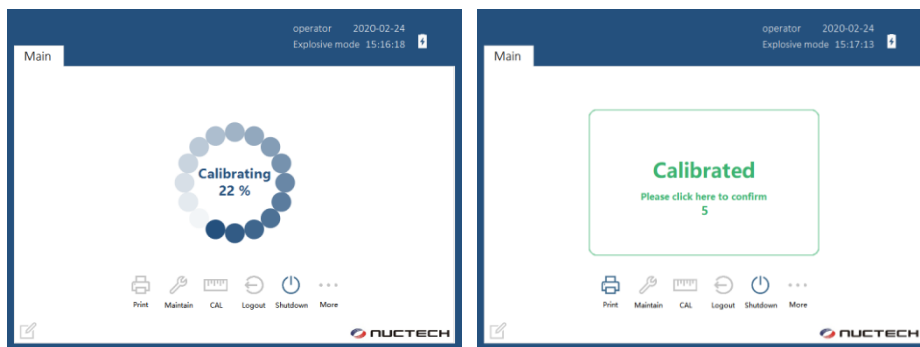 operator 2020-02-24
Explosive mode 15:16:18
Main
Calibrating
22 %
Print Maintain CAL Logout Shutdown More
NUCTECH
operator 2020-02-24
Explosive mode 15:17:13
Main
Calibrated
Please click here to confirm
5
Print Maintain CAL Logout Shutdown More
NUCTECH